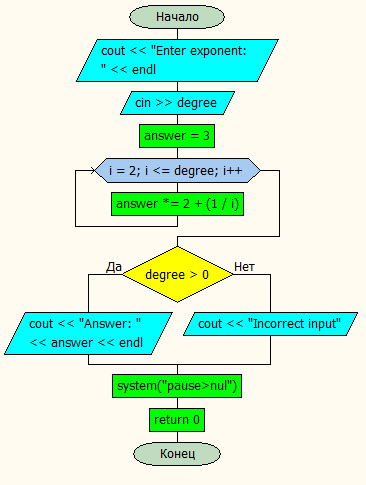 Начало
cout << "Enter exponent:
" << endl
cin >> degree
answer = 3
i = 2; i <= degree; i++
answer *= 2 + (1 / i)
degree > 0
Да
Нет
cout << "Answer: "
<< answer << endl
cout << "Incorrect input"
system("pause>nul")
return 0
Конец